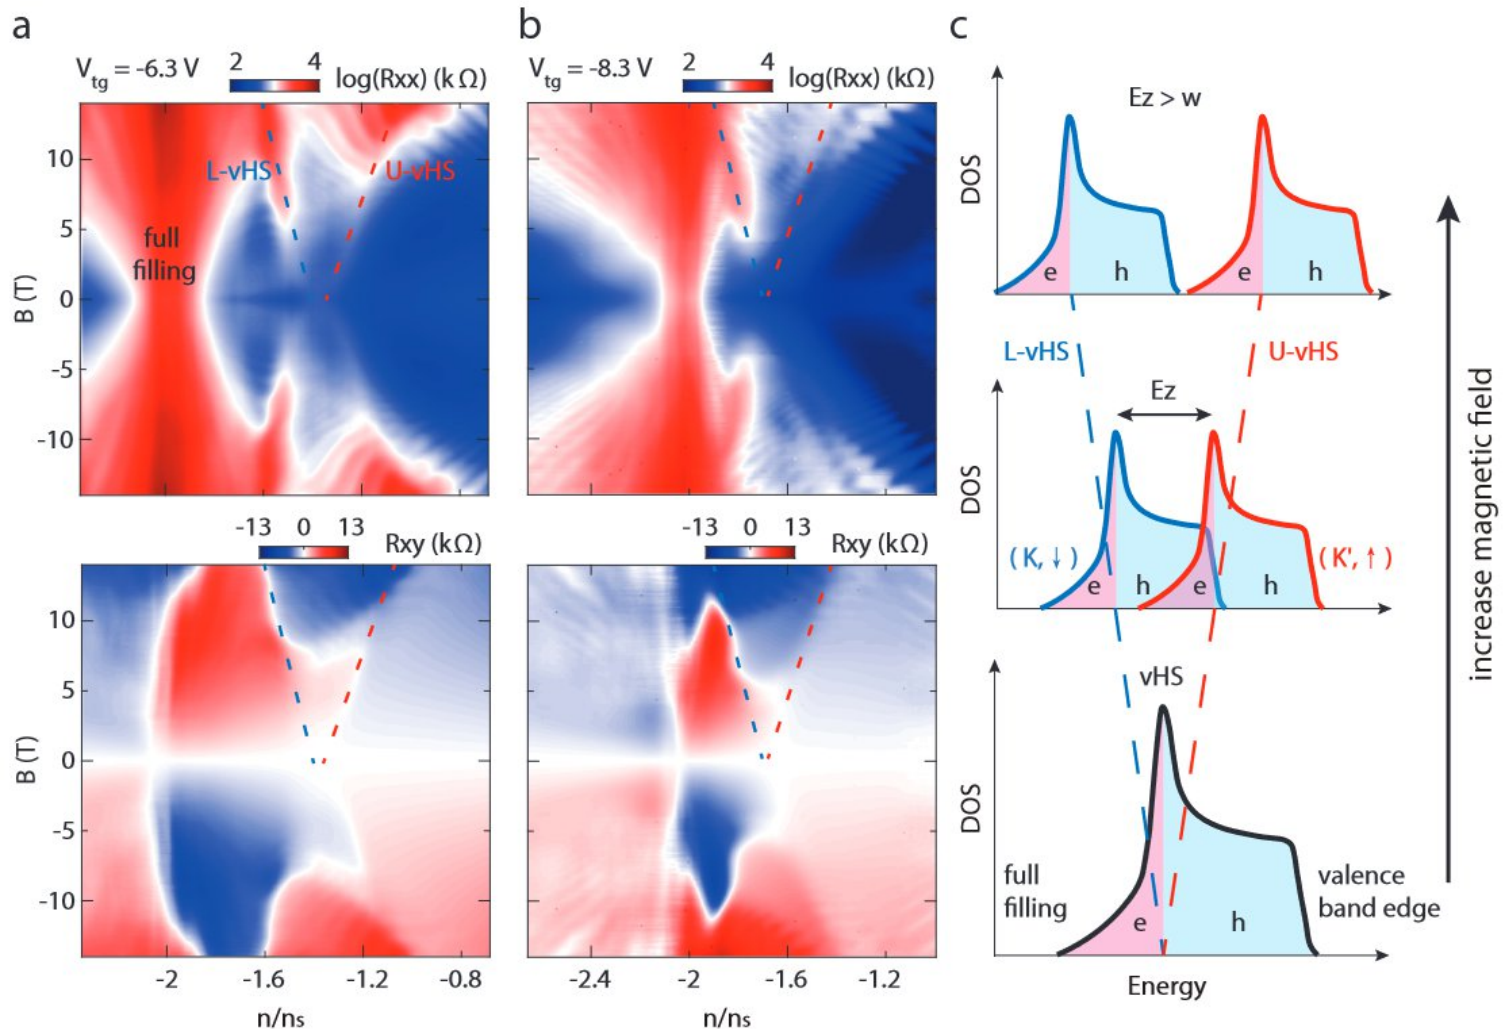 a
V_tg = -6.3 V
2 4
log(Rxx) (kΩ)
L-vHS
U-vHS
full
filling
B (T)
10
5
0
-5
-10
-13 0 13
Rxy (kΩ)
B (T)
10
5
0
-5
-10
-2 -1.6 -1.2 -0.8
n/ns
b
V_tg = -8.3 V
2 4
log(Rxx) (kΩ)
-13 0 13
Rxy (kΩ)
-2.4 -2 -1.6 -1.2
n/ns
c
Ez > w
DOS
e h e h
L-vHS
U-vHS
Ez
DOS
(K, ↓)
(K', ↑)
e h e h
vHS
DOS
full
filling
valence
band edge
e h
Energy
increase magnetic field